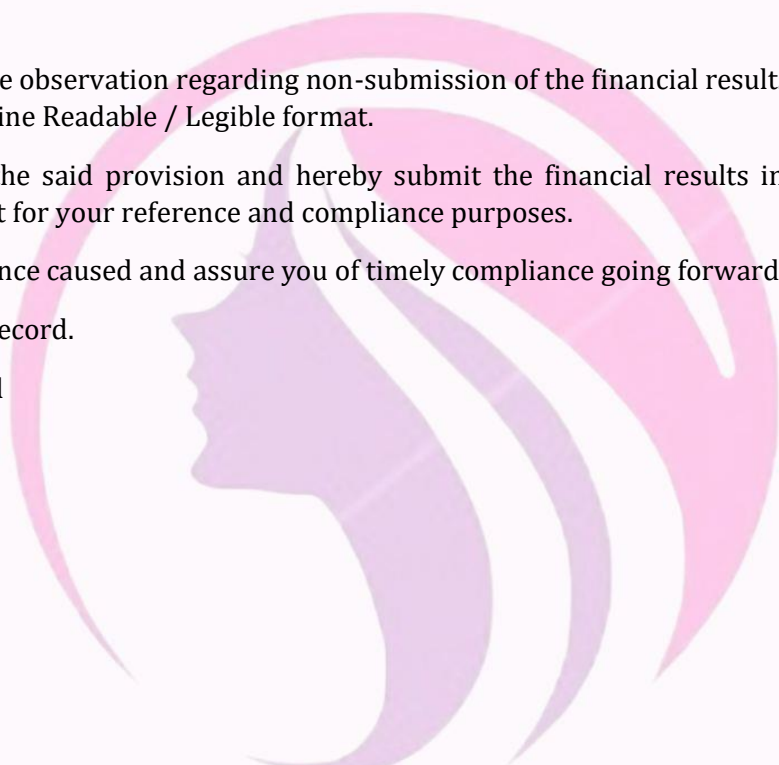 e observation regarding non-submission of the financial result
ine Readable / Legible format.
he said provision and hereby submit the financial results in
t for your reference and compliance purposes.
nce caused and assure you of timely compliance going forward
ecord.